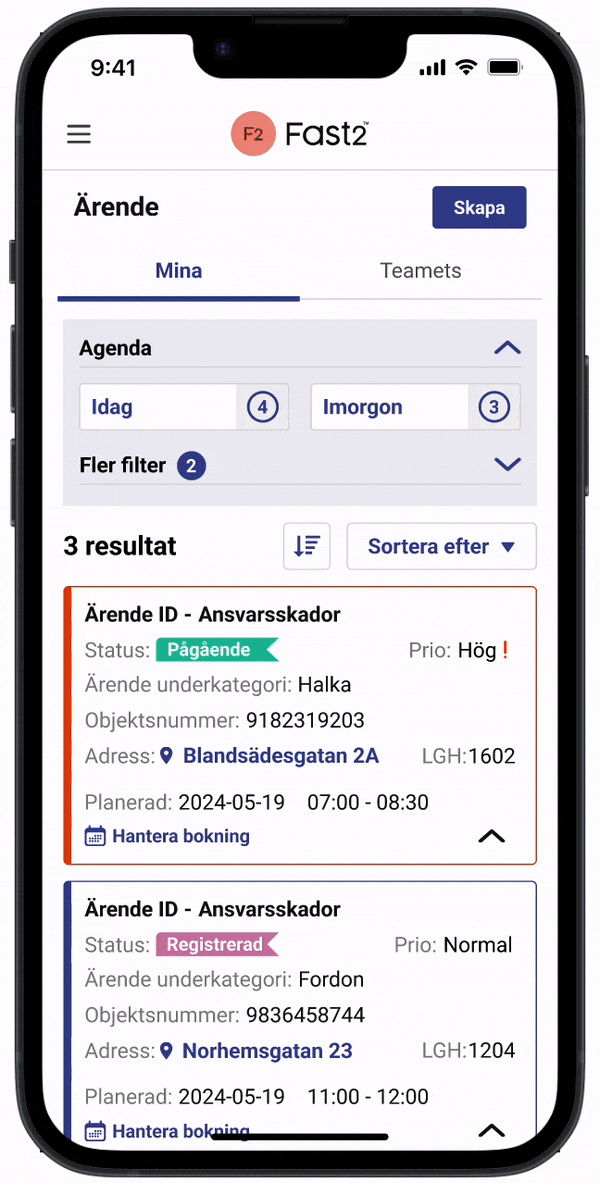 9:41
F2 Fast2™
Ärende Skapa
Mina Teamets
Agenda
Idag 4 Imorgon 3
Fler filter 2
3 resultat Sortera efter
Ärende ID - Ansvarsskador
Status: Pågående Prio: Hög !
Ärende underkategori: Halka
Objektsnummer: 9182319203
Adress: Blandsädesgatan 2A LGH:1602
Planerad: 2024-05-19 07:00 - 08:30
Hantera bokning
Ärende ID - Ansvarsskador
Status: Registrerad Prio: Normal
Ärende underkategori: Fordon
Objektsnummer: 9836458744
Adress: Norhemsgatan 23 LGH:1204
Planerad: 2024-05-19 11:00 - 12:00
Hantera bokning